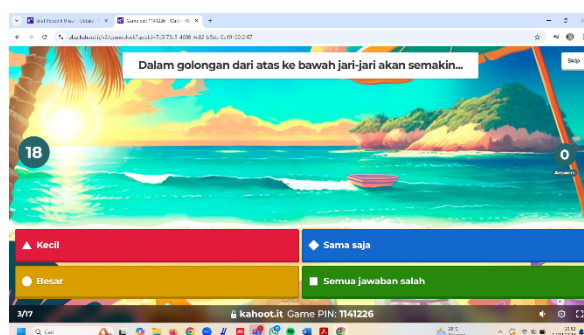 Dalam golongan dari atas ke bawah jari-jari akan semakin...
Skip
18
0
Answers
Kecil
Sama saja
Besar
Semua jawaban salah
3/17
kahoot.it Game PIN: 1141226